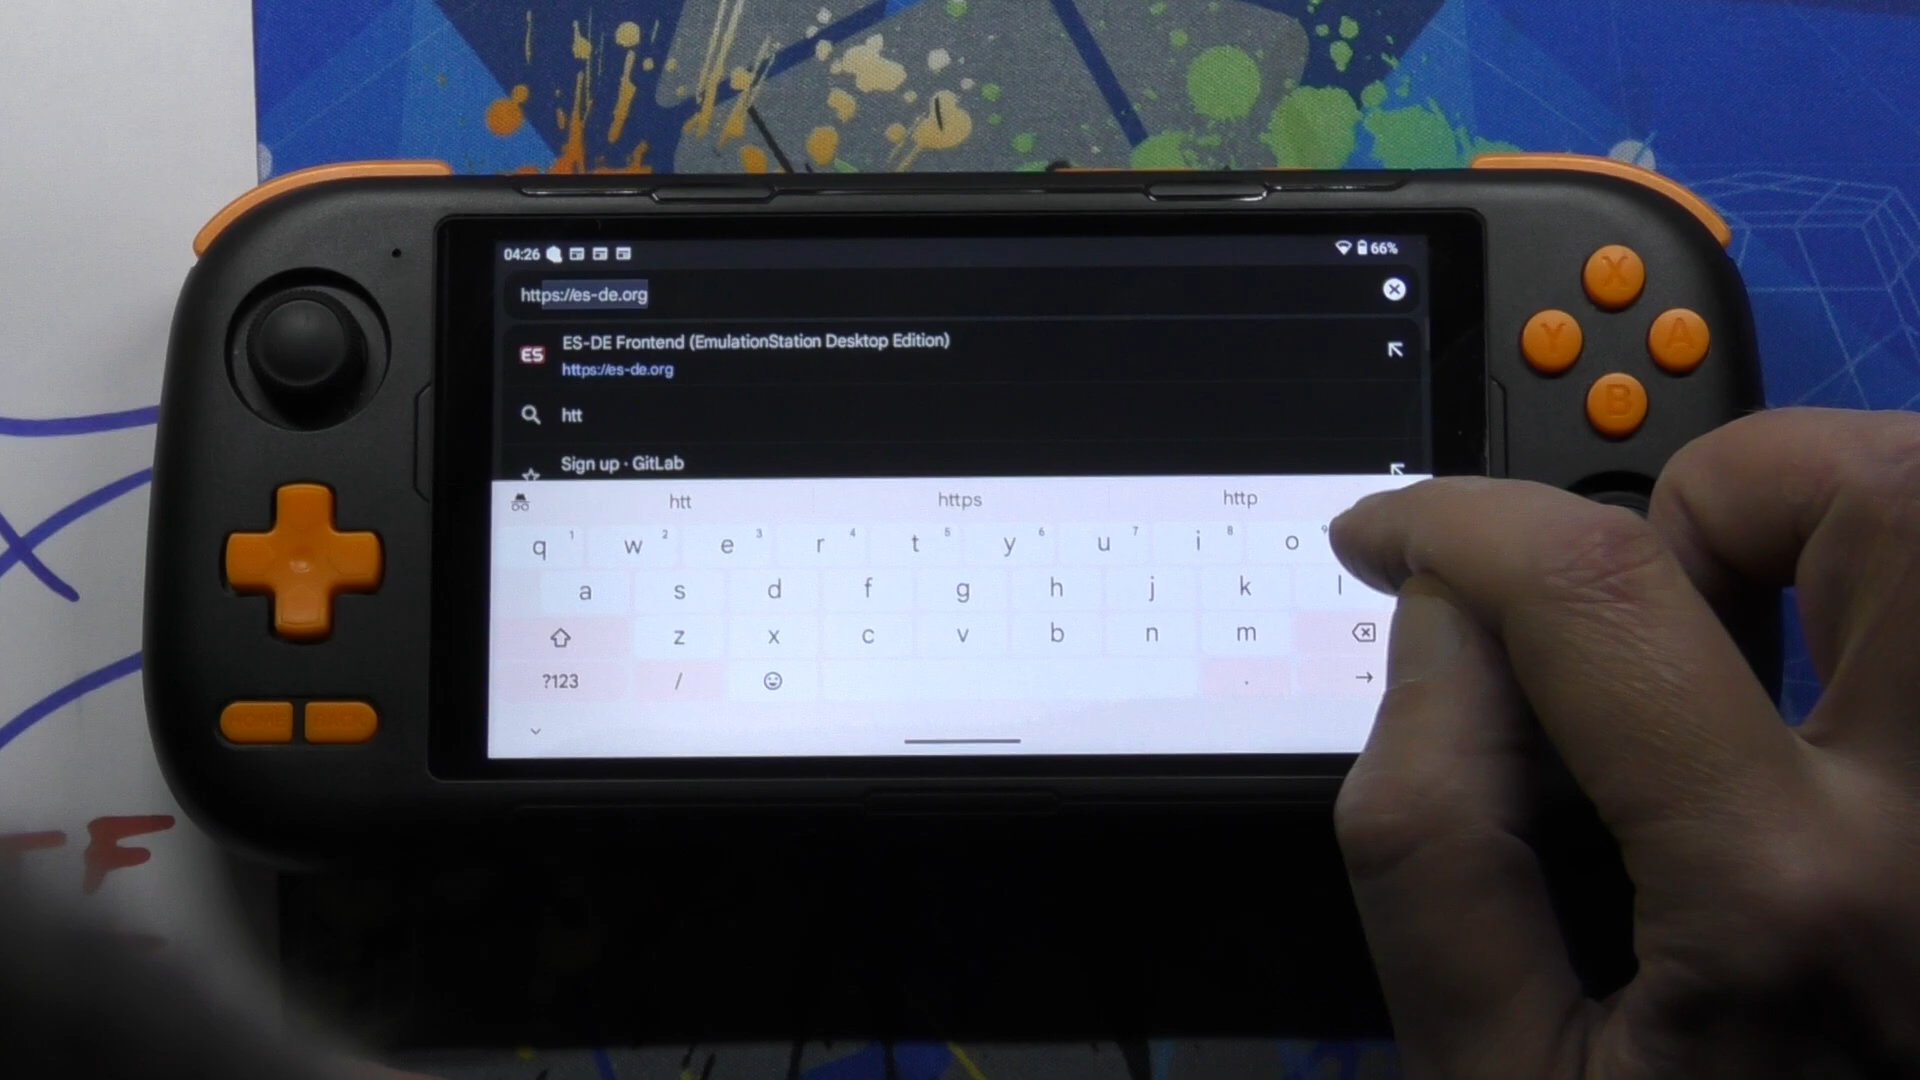 04:26 66%
https://es-de.org
ES ES-DE Frontend (EmulationStation Desktop Edition)
https://es-de.org
htt
Sign up · GitLab
htt https http
q 1 w 2 e 3 r 4 t 5 y 6 u 7 i 8 o 9
a s d f g h j k l
z x c v b n m
?123 / .
X
Y A
B
F